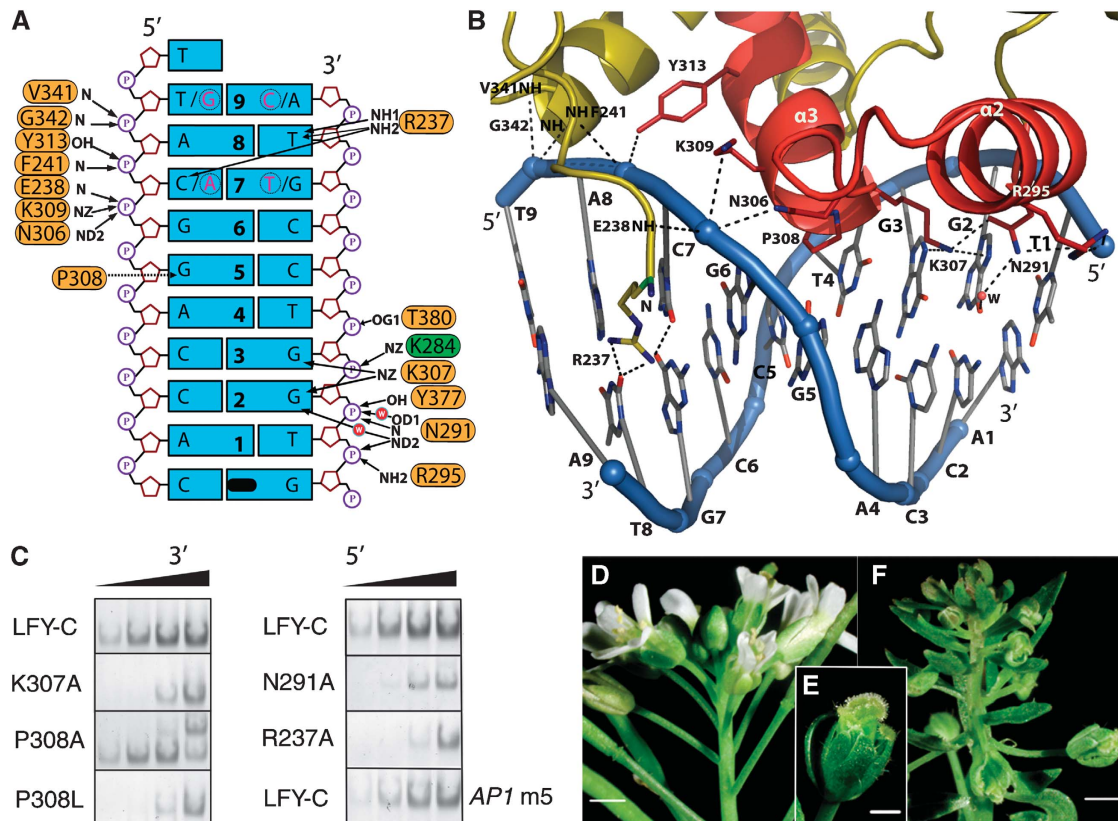 A
5′
3′
T
T/G 9 C/A
A 8 T
C/A 7 T/G
G 6 C
G 5 C
A 4 T
C 3 G
C 2 G
A 1 T
C G
P P P P P P P P P
P P P P P P P P P
V341 N
G342 N
Y313 OH
F241 N
E238 N
K309 NZ
N306 ND2
P308
NH1
NH2 R237
OG1 T380
NZ K284
NZ K307
OH Y377
W OD1
W N N291
ND2
NH2 R295
3′
5′
B
Y313
V341NH
NH F241
G342 NH
K309
α3
α2
R295
N306
A8
5′
T9
E238NH
C7
P308
G3
G2
T1
5′
K307
N291
w
T4
G6
N
R237
C5
G5
3′
A1
C2
C6
A9
3′
T8
G7
A4
C3
C
LFY-C
K307A
P308A
P308L
LFY-C
N291A
R237A
LFY-C AP1 m5
D
E
F